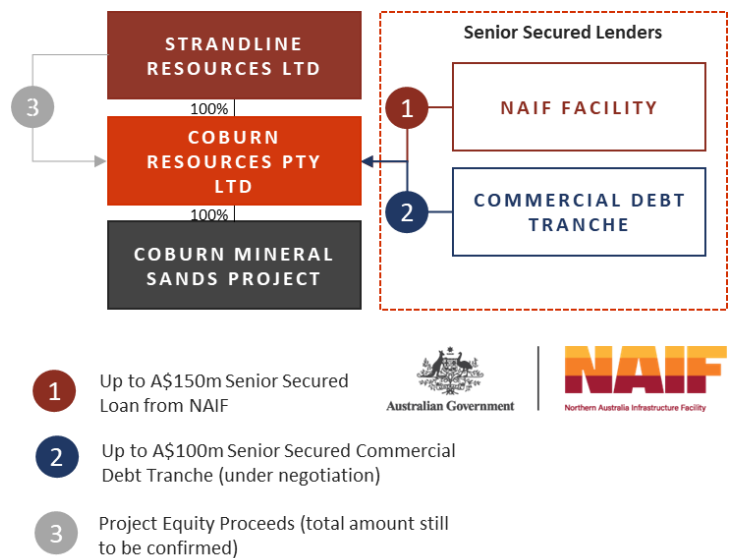 STRANDLINE
RESOURCES LTD
3
100%
COBURN
RESOURCES PTY
LTD
100%
COBURN MINERAL
SANDS PROJECT
Senior Secured Lenders
1
NAIF FACILITY
2
COMMERCIAL DEBT
TRANCHE
1
Up to A$150m Senior Secured
Loan from NAIF
Australian Government
NAIF
Northern Australia Infrastructure Facility
2
Up to A$100m Senior Secured Commercial
Debt Tranche (under negotiation)
3
Project Equity Proceeds (total amount still
to be confirmed)